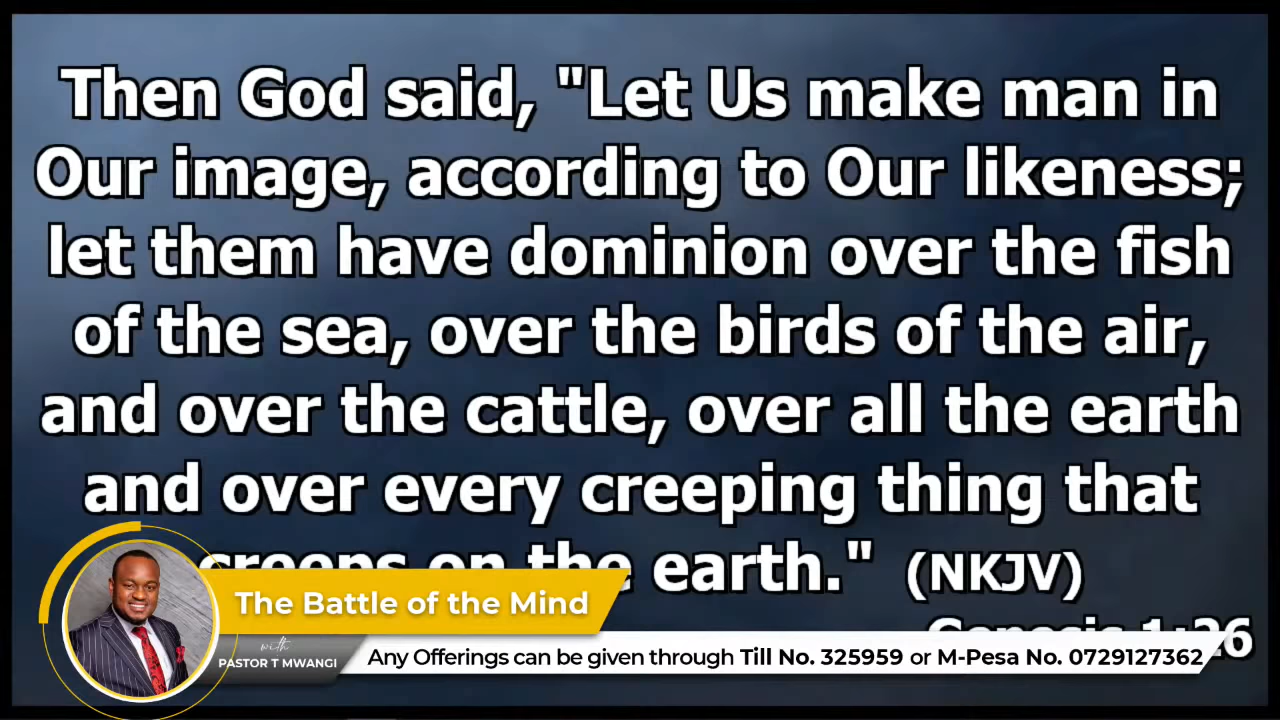 Then God said, "Let Us make man in
Our image, according to Our likeness;
let them have dominion over the fish
of the sea, over the birds of the air,
and over the cattle, over all the earth
and over every creeping thing that
creeps on the earth." (NKJV)
Genesis 1:26
The Battle of the Mind
with
PASTOR T MWANGI
Any Offerings can be given through Till No. 325959 or M-Pesa No. 0729127362